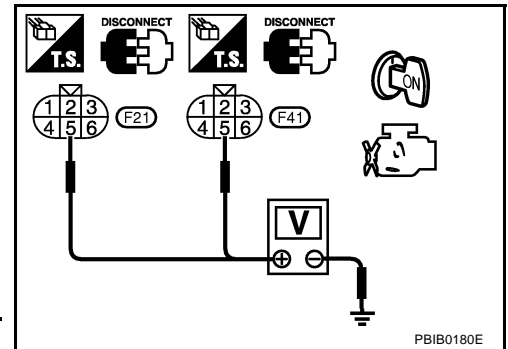 DISCONNECT DISCONNECT
T.S. T.S.
ON
1 2 3 1 2 3
4 5 6 F21 4 5 6 F41
V
+ −
PBIB0180E